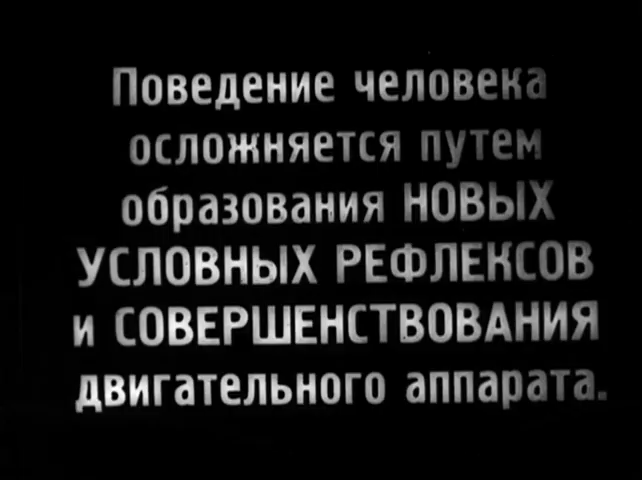 Поведение человека
осложняется путем
образования НОВЫХ
УСЛОВНЫХ РЕФЛЕКСОВ
и СОВЕРШЕНСТВОВАНИЯ
двигательного аппарата.